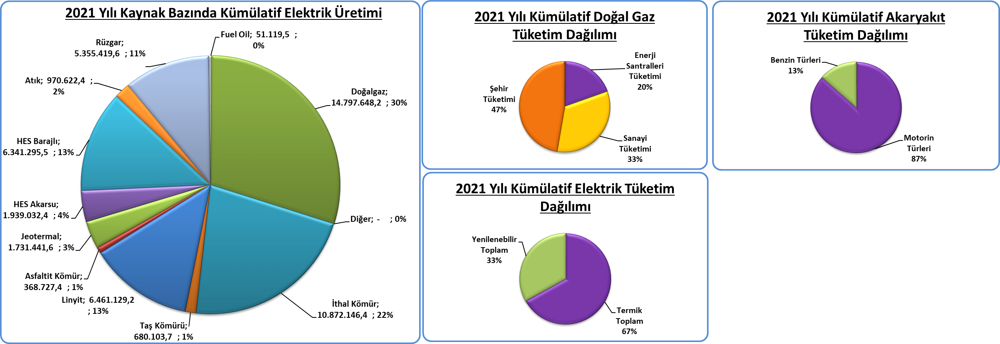 2021 Yılı Kaynak Bazında Kümülatif Elektrik Üretimi
Fuel Oil; 51.119,5 ;
0%
Rüzgar;
5.355.419,6 ; 11%
Atık; 970.622,4 ;
2%
Doğalgaz;
14.797.648,2 ; 30%
HES Barajlı;
6.341.295,5 ; 13%
HES Akarsu;
1.939.032,4 ; 4%
Diğer; - ; 0%
Jeotermal;
1.731.441,6 ; 3%
Asfaltit Kömür;
368.727,4 ; 1%
Linyit; 6.461.129,2
; 13%
İthal Kömür;
10.872.146,4 ; 22%
Taş Kömürü;
680.103,7 ; 1%
2021 Yılı Kümülatif Doğal Gaz
Tüketim Dağılımı
Enerji
Santralleri
Tüketimi
20%
Şehir
Tüketimi
47%
Sanayi
Tüketimi
33%
2021 Yılı Kümülatif Akaryakıt
Tüketim Dağılımı
Benzin Türleri
13%
Motorin
Türleri
87%
2021 Yılı Kümülatif Elektrik Tüketim
Dağılımı
Yenilenebilir
Toplam
33%
Termik
Toplam
67%